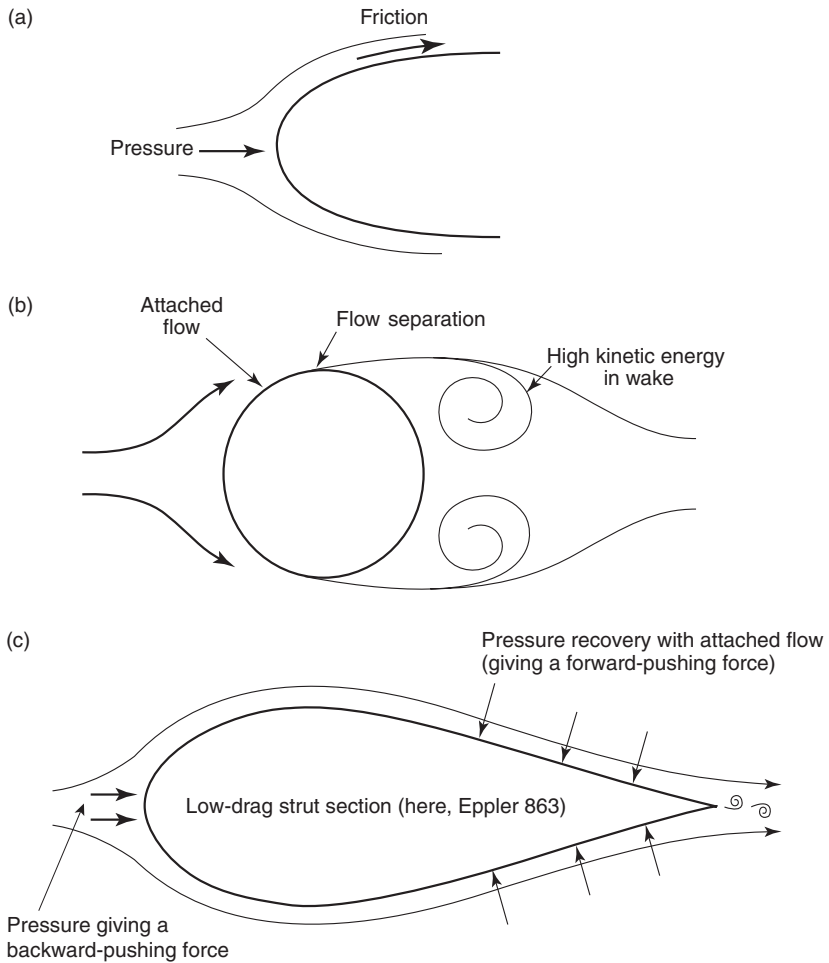 (a)
Friction
Pressure
(b)
Attached
flow
Flow separation
High kinetic energy
in wake
(c)
Pressure recovery with attached flow
(giving a forward-pushing force)
Low-drag strut section (here, Eppler 863)
Pressure giving a
backward-pushing force